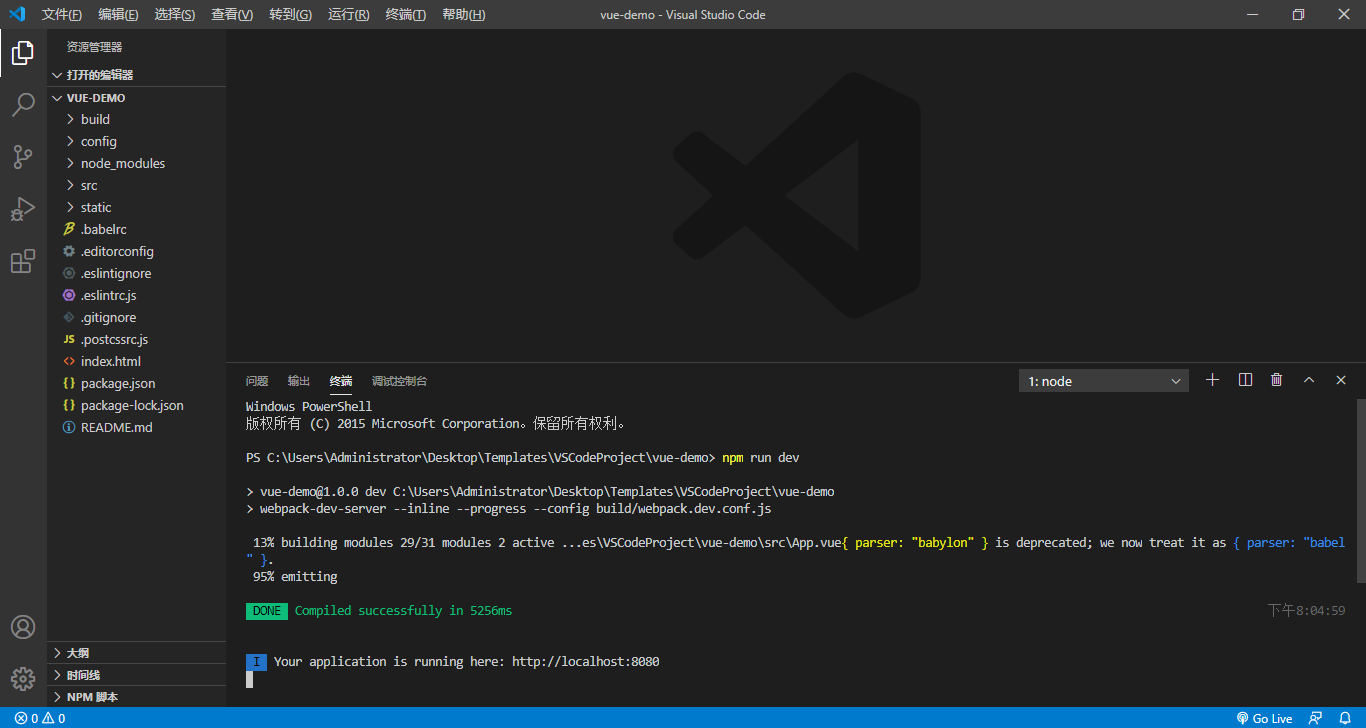 文件(F) 编辑(E) 选择(S) 查看(V) 转到(G) 运行(R) 终端(T) 帮助(H) vue-demo - Visual Studio Code
资源管理器
打开的编辑器
VUE-DEMO
build
config
node_modules
src
static
.babelrc
.editorconfig
.eslintignore
.eslintrc.js
.gitignore
JS .postcssrc.js
<> index.html
{} package.json
{} package-lock.json
README.md
大纲
时间线
NPM 脚本
问题 输出 终端 调试控制台 1: node
Windows PowerShell
版权所有 (C) 2015 Microsoft Corporation。保留所有权利。
PS C:\Users\Administrator\Desktop\Templates\VSCodeProject\vue-demo> npm run dev
> vue-demo@1.0.0 dev C:\Users\Administrator\Desktop\Templates\VSCodeProject\vue-demo
> webpack-dev-server --inline --progress --config build/webpack.dev.conf.js
13% building modules 29/31 modules 2 active ...es\VSCodeProject\vue-demo\src\App.vue{ parser: "babylon" } is deprecated; we now treat it as { parser: "babel
" }.
95% emitting
DONE Compiled successfully in 5256ms 下午8:04:59
I Your application is running here: http://localhost:8080
0 0 Go Live